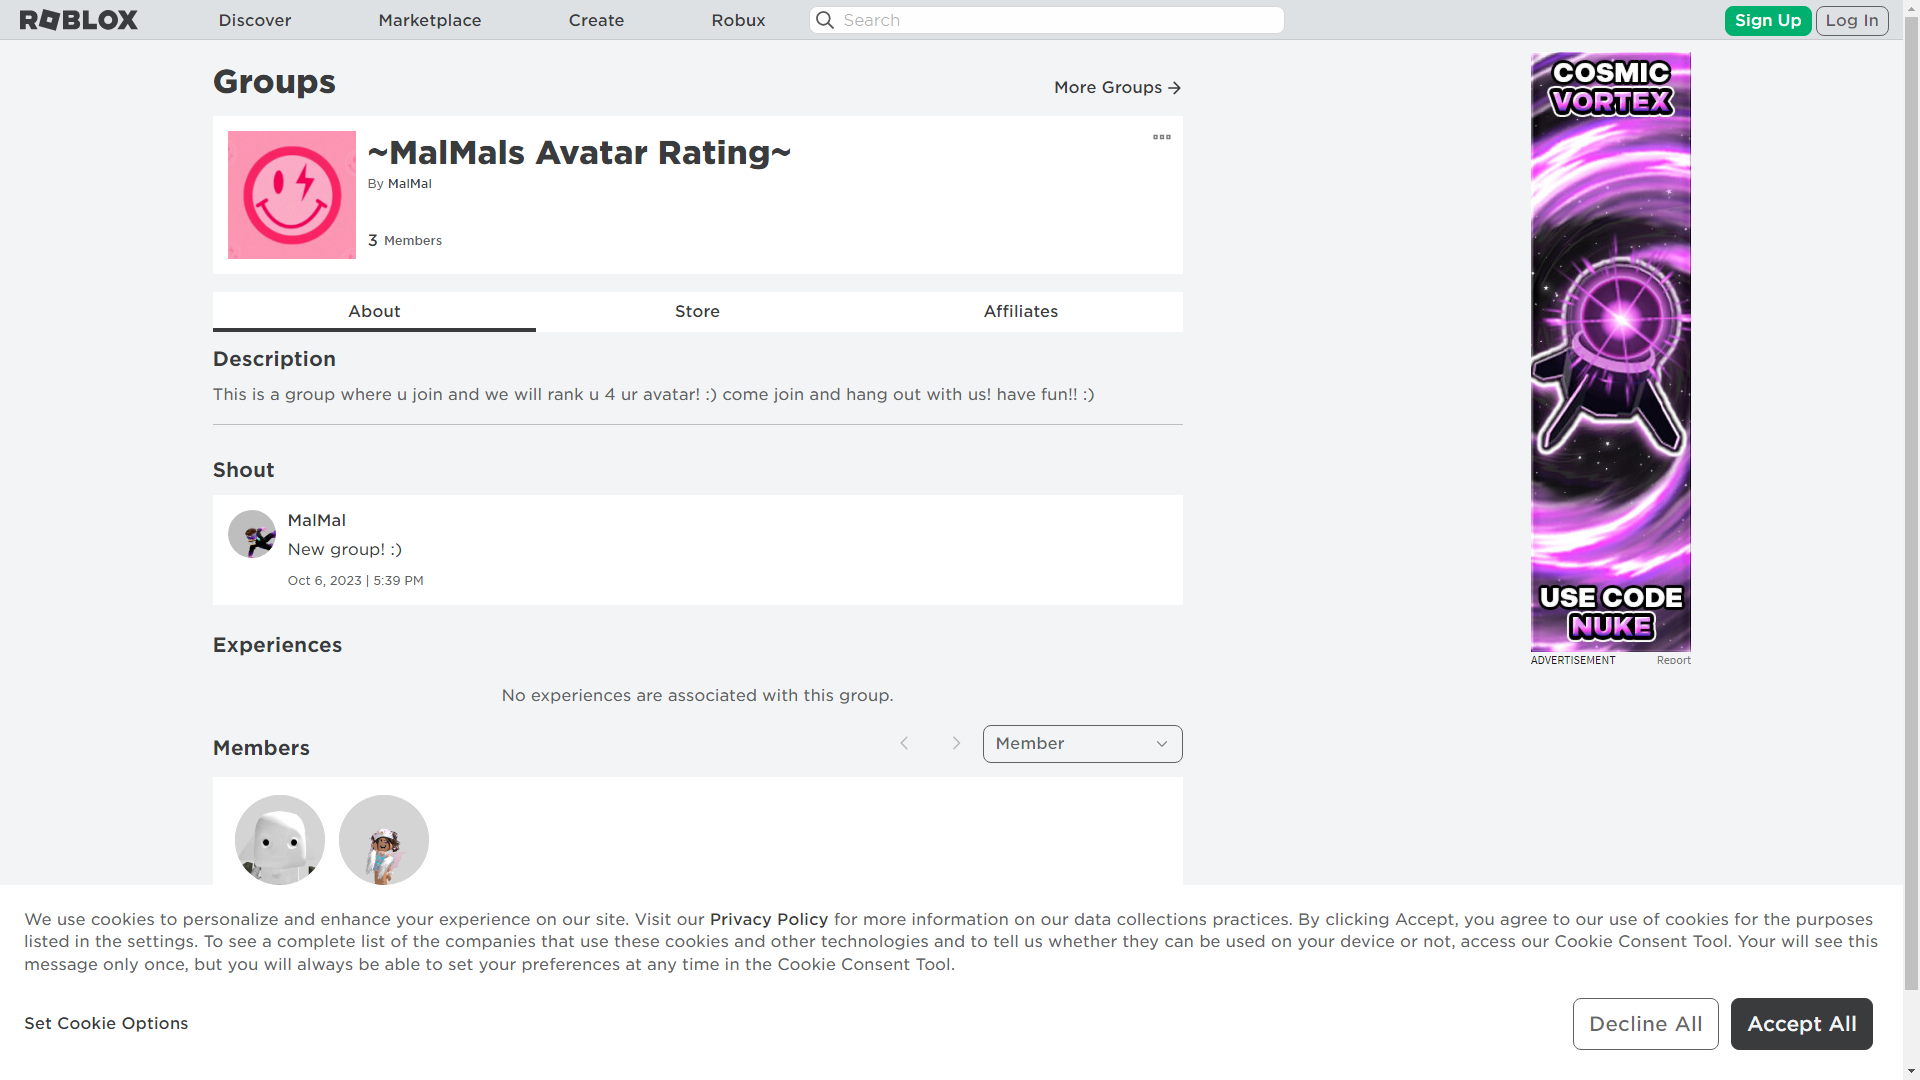 ROBLOX Discover Marketplace Create Robux Search Sign Up Log In
Groups
More Groups
~MalMals Avatar Rating~
By MalMal
3 Members
About Store Affiliates
Description
This is a group where u join and we will rank u 4 ur avatar! :) come join and hang out with us! have fun!! :)
Shout
MalMal
New group! :)
Oct 6, 2023 | 5:39 PM
Experiences
No experiences are associated with this group.
Members
Member
COSMIC
VORTEX
USE CODE
NUKE
ADVERTISEMENT Report
We use cookies to personalize and enhance your experience on our site. Visit our Privacy Policy for more information on our data collections practices. By clicking Accept, you agree to our use of cookies for the purposes
listed in the settings. To see a complete list of the companies that use these cookies and other technologies and to tell us whether they can be used on your device or not, access our Cookie Consent Tool. Your will see this
message only once, but you will always be able to set your preferences at any time in the Cookie Consent Tool.
Set Cookie Options
Decline All
Accept All